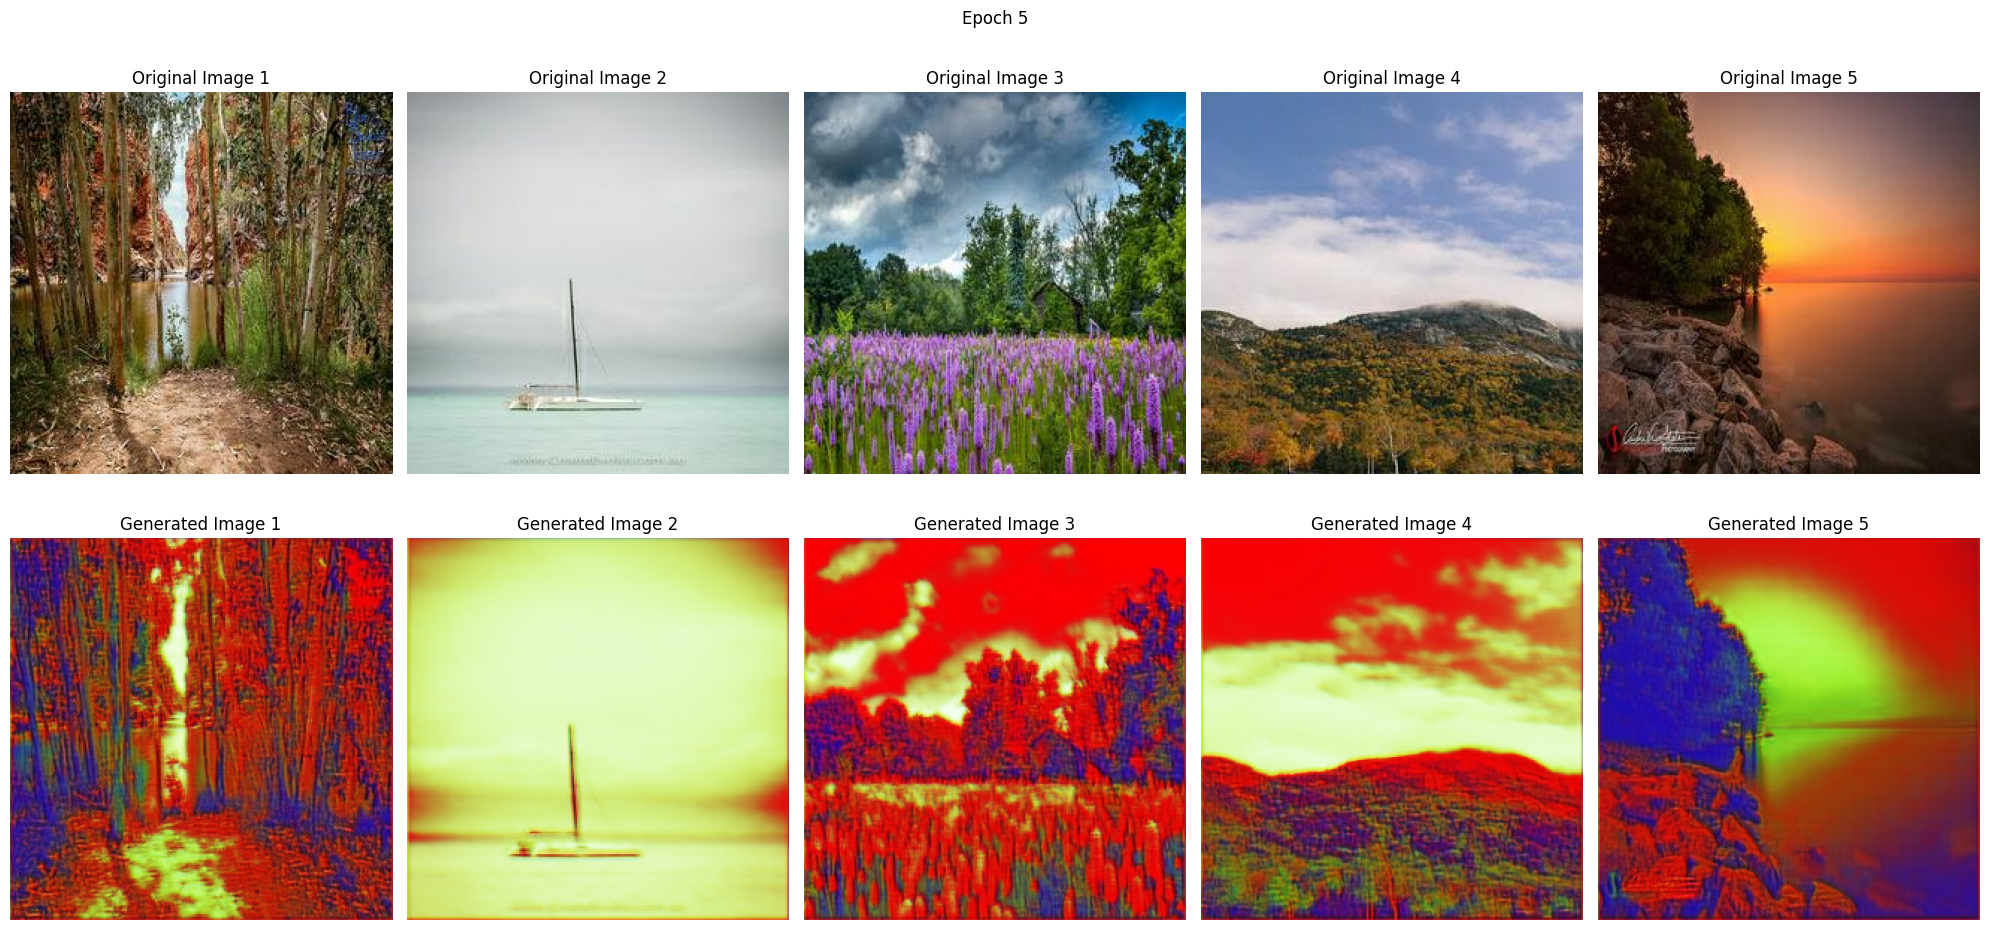 Epoch 5
Original Image 1
Original Image 2
Original Image 3
Original Image 4
Original Image 5
PHOTOGRAPHY
Generated Image 1
Generated Image 2
Generated Image 3
Generated Image 4
Generated Image 5